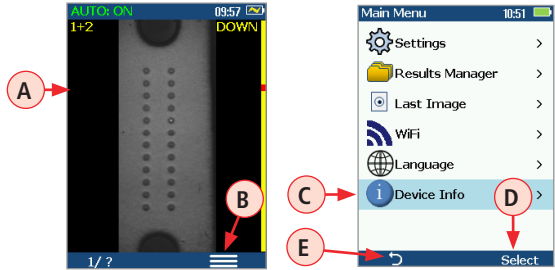 AUTO: ON 09:57
1+2 DOWN
A
B
1/ ?
Main Menu 10:51
Settings >
Results Manager >
Last Image >
WiFi >
Language >
C
i Device Info >
D
E
Select